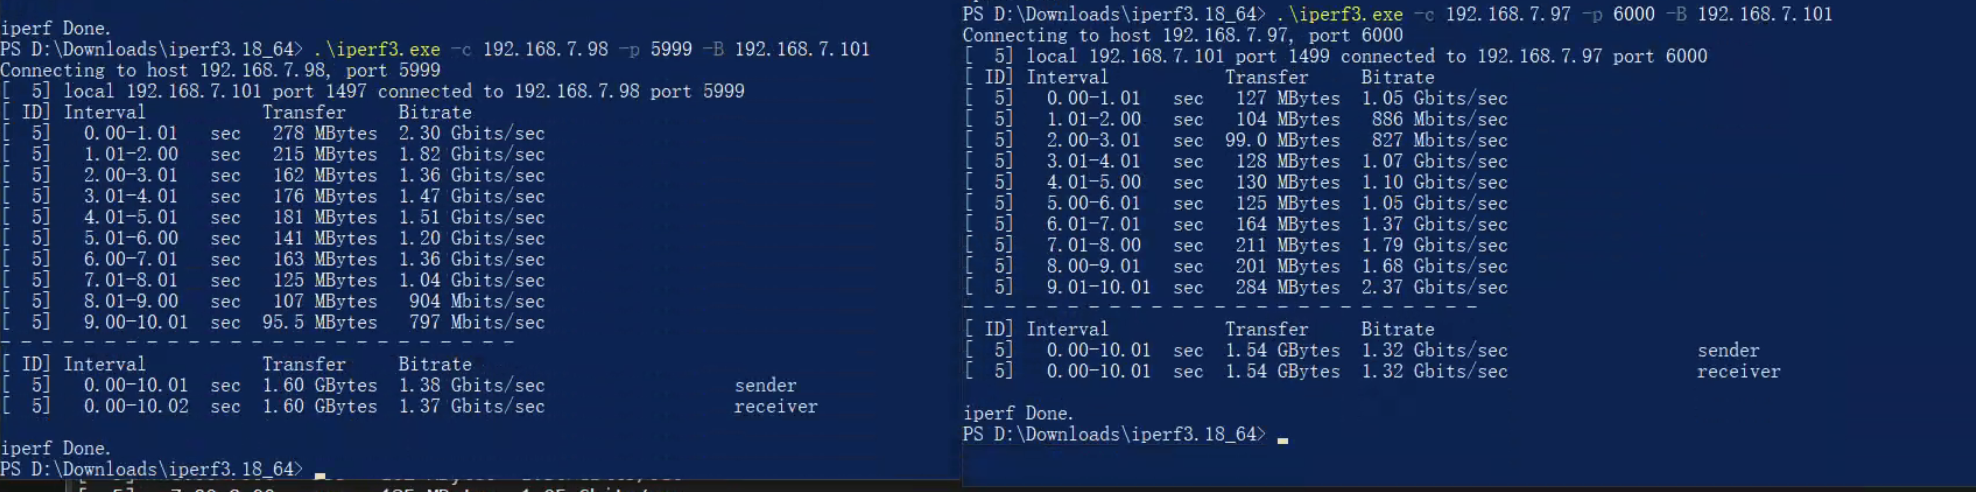 iperf Done.
PS D:\Downloads\iperf3.18_64> .\iperf3.exe -c 192.168.7.98 -p 5999 -B 192.168.7.101
Connecting to host 192.168.7.98, port 5999
[  5] local 192.168.7.101 port 1497 connected to 192.168.7.98 port 5999
[ ID] Interval           Transfer     Bitrate
[  5]   0.00-1.01   sec   278 MBytes  2.30 Gbits/sec
[  5]   1.01-2.00   sec   215 MBytes  1.82 Gbits/sec
[  5]   2.00-3.01   sec   162 MBytes  1.36 Gbits/sec
[  5]   3.01-4.01   sec   176 MBytes  1.47 Gbits/sec
[  5]   4.01-5.01   sec   181 MBytes  1.51 Gbits/sec
[  5]   5.01-6.00   sec   141 MBytes  1.20 Gbits/sec
[  5]   6.00-7.01   sec   163 MBytes  1.36 Gbits/sec
[  5]   7.01-8.01   sec   125 MBytes  1.04 Gbits/sec
[  5]   8.01-9.00   sec   107 MBytes   904 Mbits/sec
[  5]   9.00-10.01  sec  95.5 MBytes   797 Mbits/sec
- - - - - - - - - - - - - - - - - - - - - - - - -
[ ID] Interval           Transfer     Bitrate
[  5]   0.00-10.01  sec  1.60 GBytes  1.38 Gbits/sec                  sender
[  5]   0.00-10.02  sec  1.60 GBytes  1.37 Gbits/sec                  receiver
iperf Done.
PS D:\Downloads\iperf3.18_64>
PS D:\Downloads\iperf3.18_64> .\iperf3.exe -c 192.168.7.97 -p 6000 -B 192.168.7.101
Connecting to host 192.168.7.97, port 6000
[  5] local 192.168.7.101 port 1499 connected to 192.168.7.97 port 6000
[ ID] Interval           Transfer     Bitrate
[  5]   0.00-1.01   sec   127 MBytes  1.05 Gbits/sec
[  5]   1.01-2.00   sec   104 MBytes   886 Mbits/sec
[  5]   2.00-3.01   sec  99.0 MBytes   827 Mbits/sec
[  5]   3.01-4.01   sec   128 MBytes  1.07 Gbits/sec
[  5]   4.01-5.00   sec   130 MBytes  1.10 Gbits/sec
[  5]   5.00-6.01   sec   125 MBytes  1.05 Gbits/sec
[  5]   6.01-7.01   sec   164 MBytes  1.37 Gbits/sec
[  5]   7.01-8.00   sec   211 MBytes  1.79 Gbits/sec
[  5]   8.00-9.01   sec   201 MBytes  1.68 Gbits/sec
[  5]   9.01-10.01  sec   284 MBytes  2.37 Gbits/sec
- - - - - - - - - - - - - - - - - - - - - - - - -
[ ID] Interval           Transfer     Bitrate
[  5]   0.00-10.01  sec  1.54 GBytes  1.32 Gbits/sec                  sender
[  5]   0.00-10.01  sec  1.54 GBytes  1.32 Gbits/sec                  receiver
iperf Done.
PS D:\Downloads\iperf3.18_64>